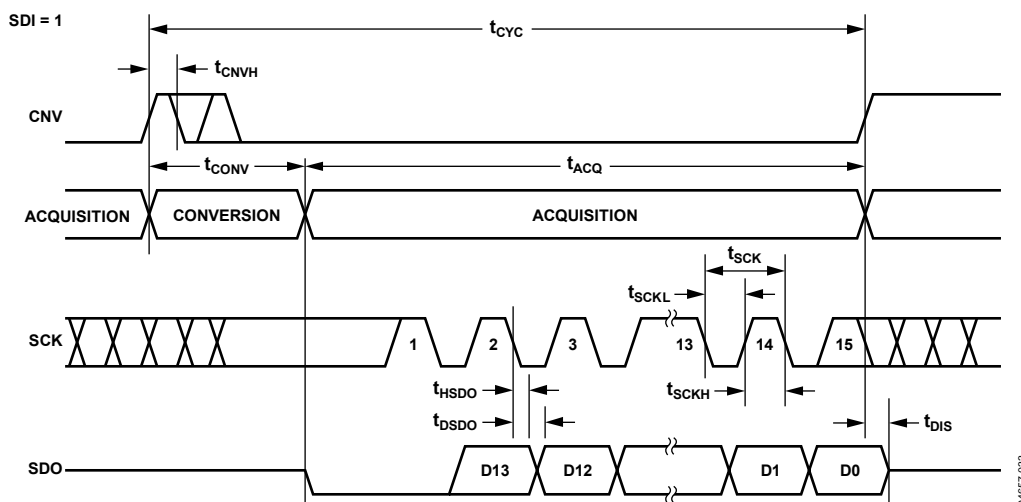 SDI = 1
tCYC
tCNVH
CNV
tCONV
tACQ
ACQUISITION
CONVERSION
ACQUISITION
tSCK
tSCKL
SCK
1
2
3
13
14
15
tHSDO
tSCKH
tDSDO
tDIS
SDO
D13
D12
D1
D0